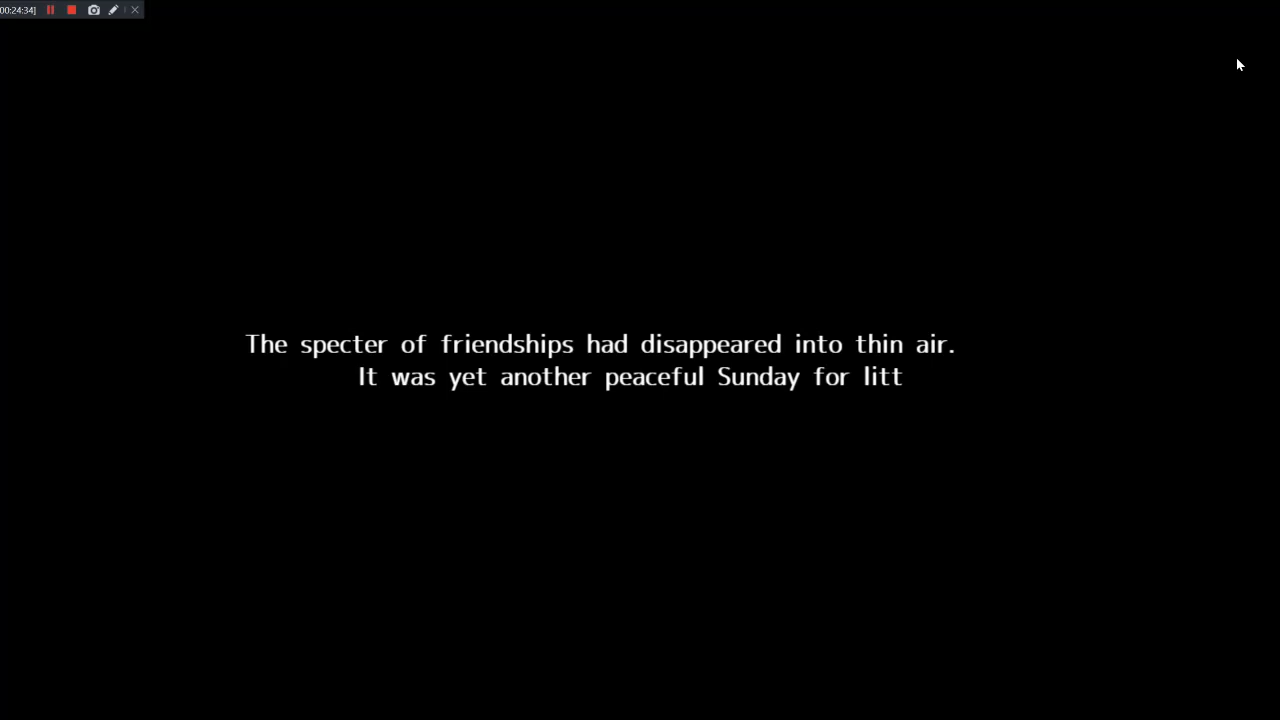 00:24:34]
The specter of friendships had disappeared into thin air.
It was yet another peaceful Sunday for litt